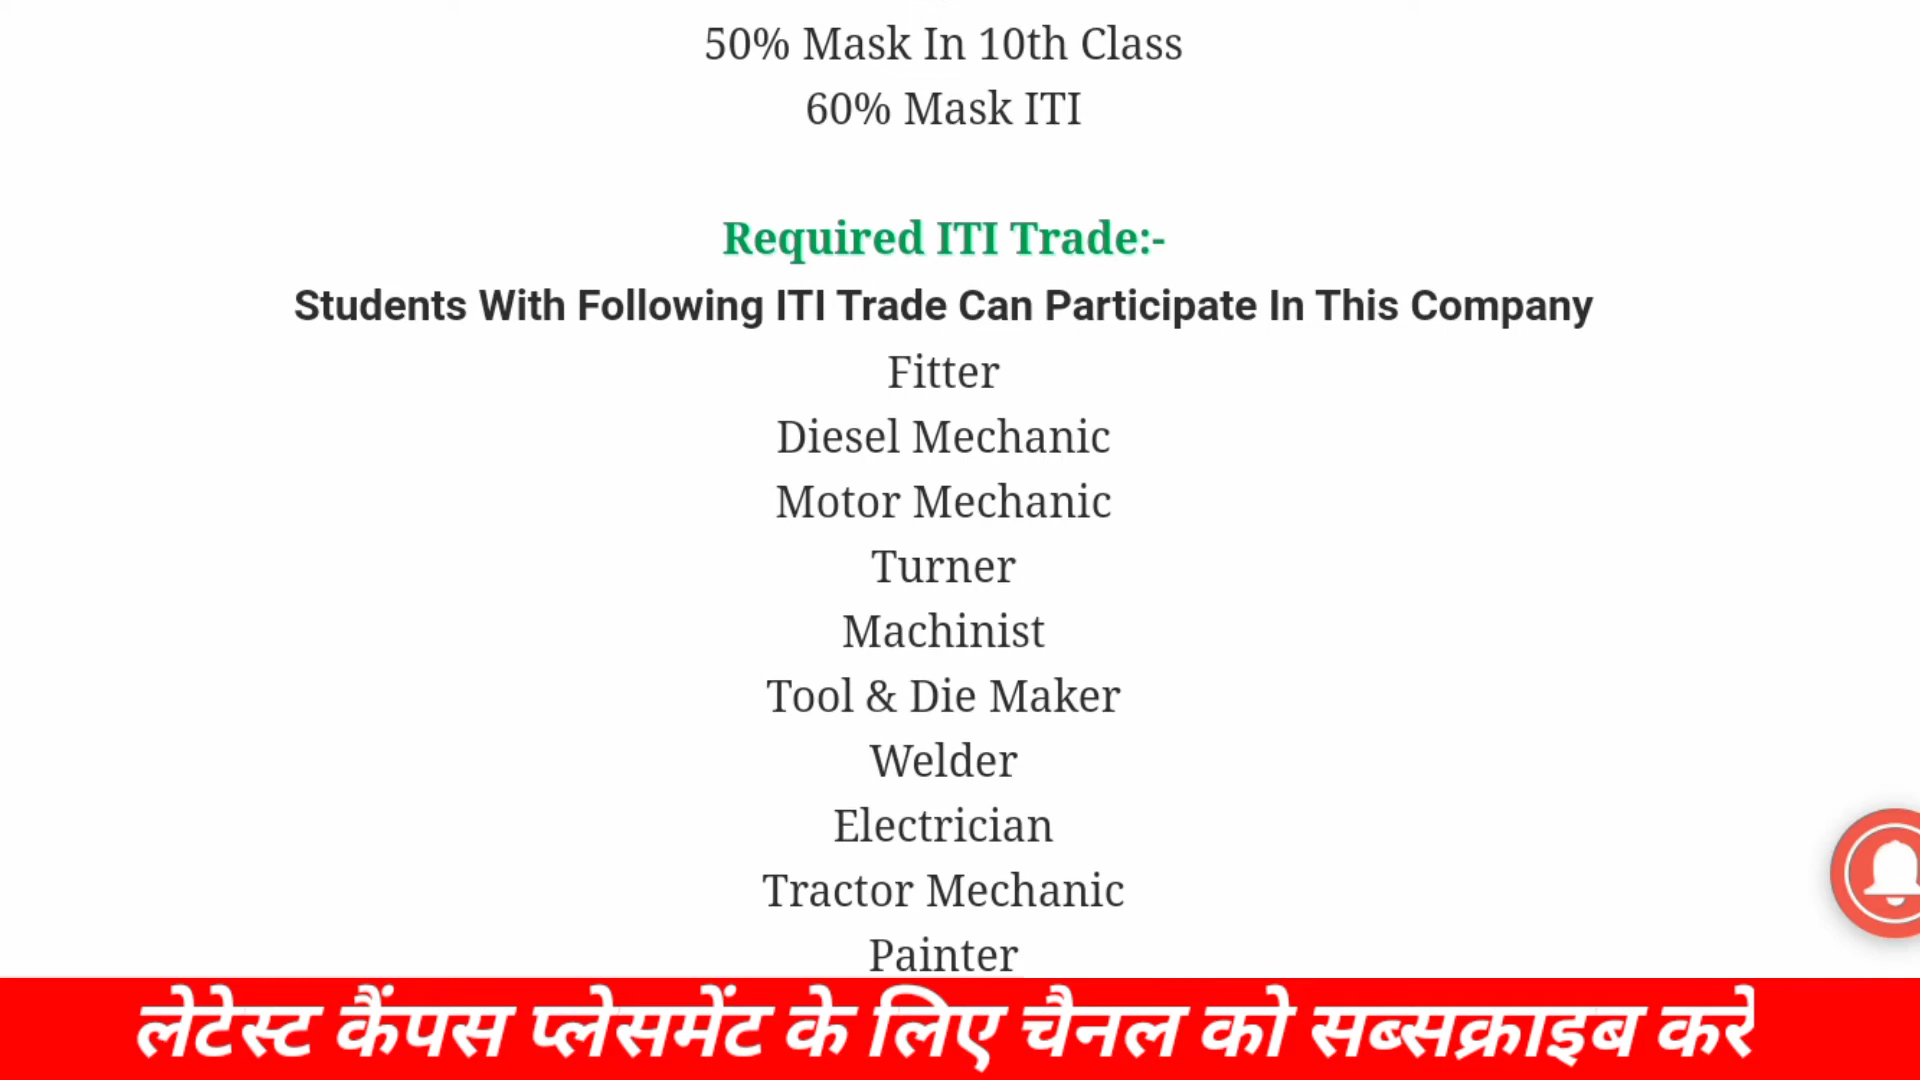 50% Mask In 10th Class
60% Mask ITI
Required ITI Trade:-
Students With Following ITI Trade Can Participate In This Company
Fitter
Diesel Mechanic
Motor Mechanic
Turner
Machinist
Tool & Die Maker
Welder
Electrician
Tractor Mechanic
Painter
लेटेस्ट कैंपस प्लेसमेंट के लिए चैनल को सब्सक्राइब करे